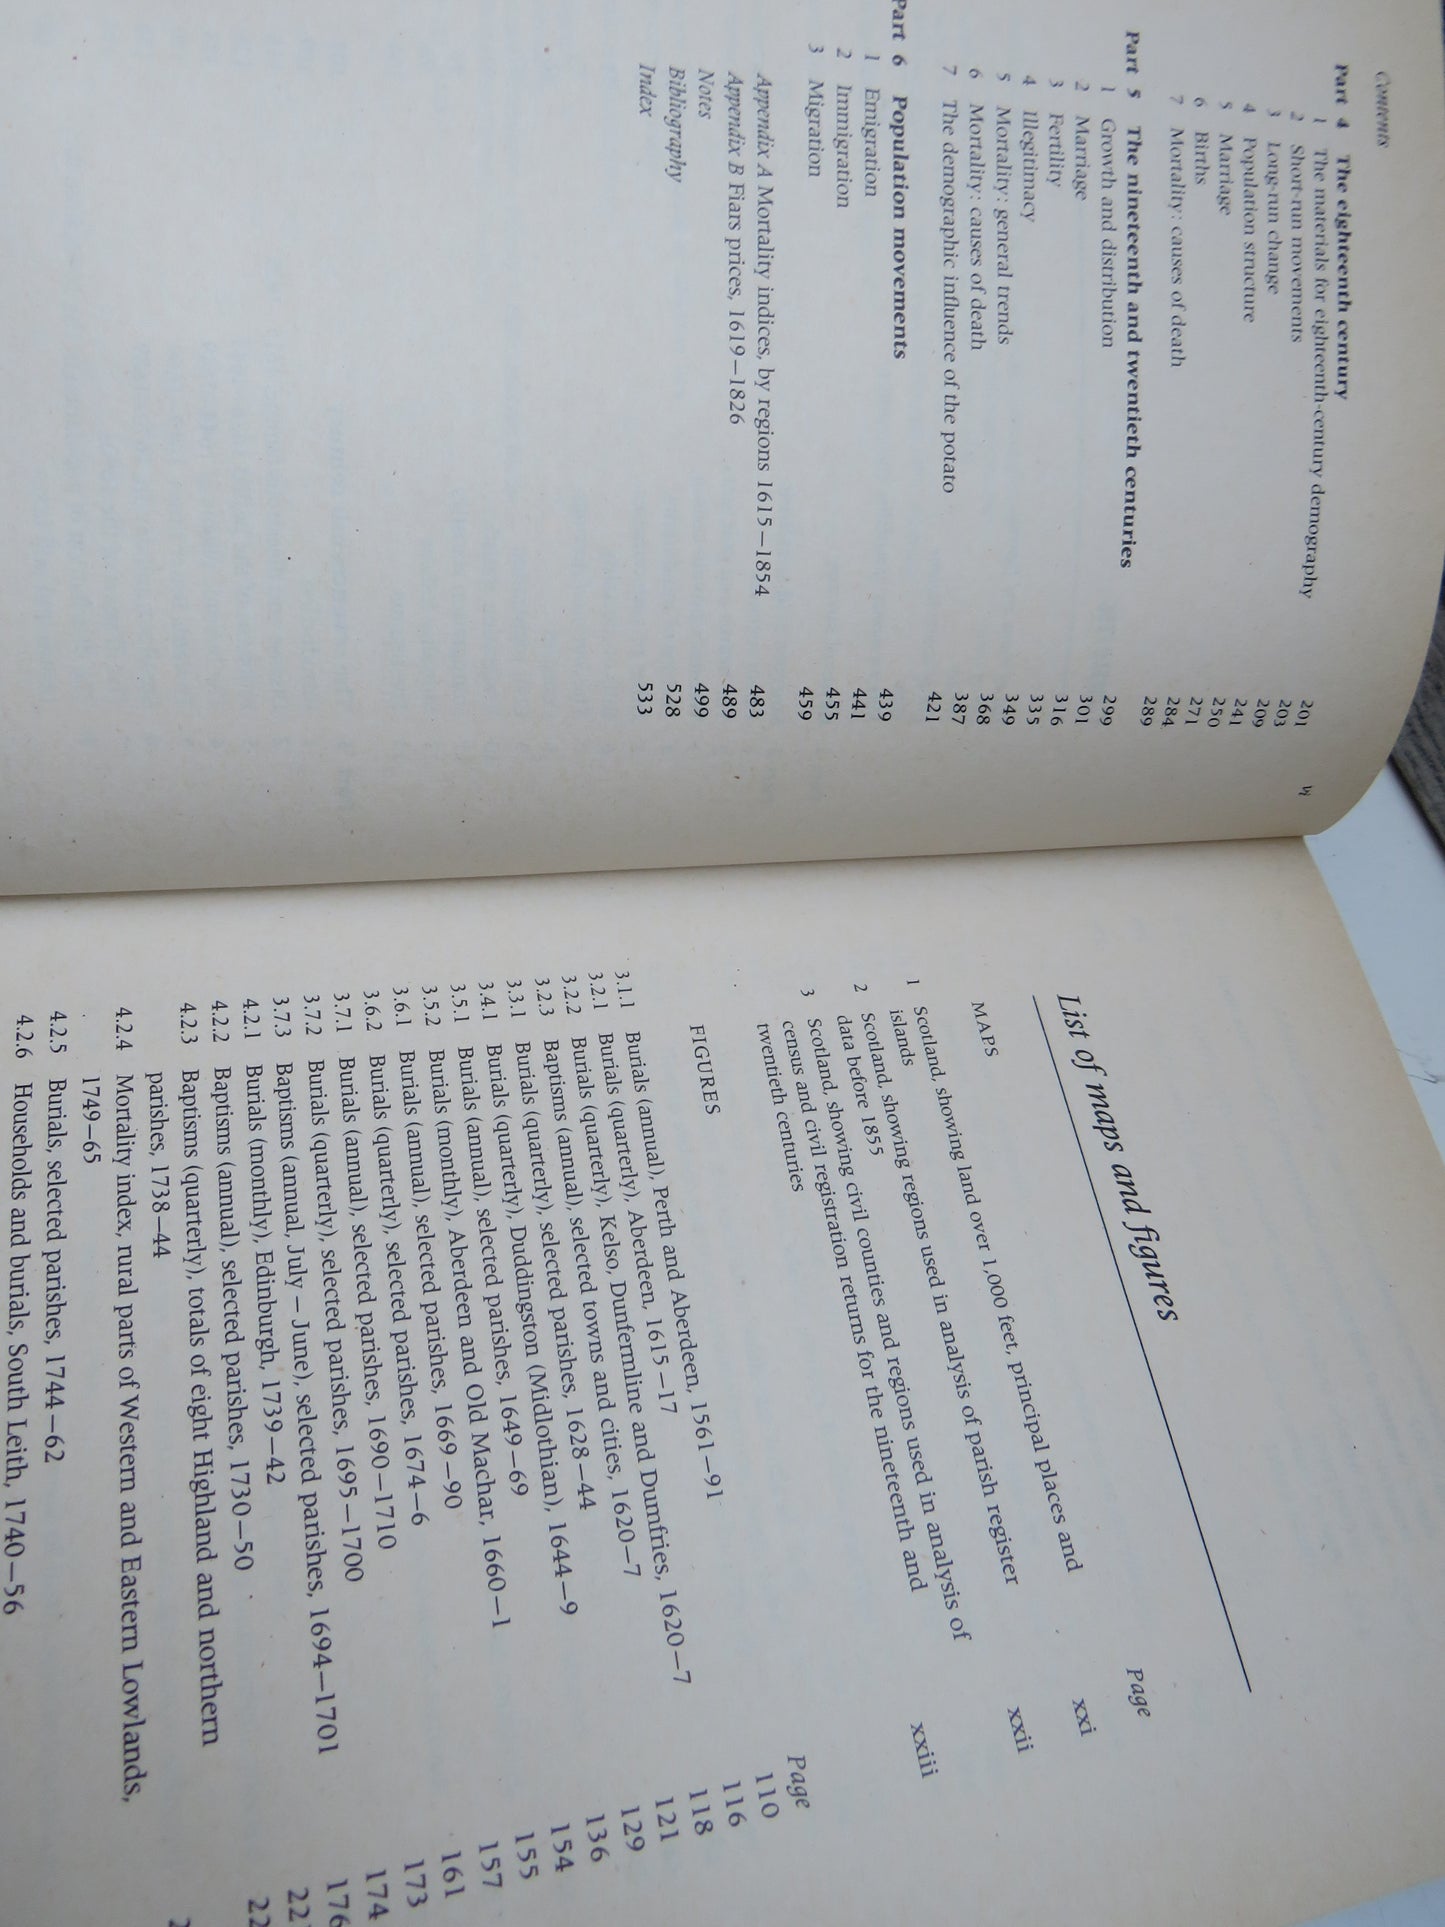 Contents
vi
Part 4 The eighteenth century 201
1 The materials for eighteenth-century demography 203
2 Short-run movements 209
3 Long-run change 241
4 Population structure 250
5 Marriage 271
6 Births 284
7 Mortality: causes of death 289
Part 5 The nineteenth and twentieth centuries 299
1 Growth and distribution 301
2 Marriage 316
3 Fertility 335
4 Illegitimacy 349
5 Mortality: general trends 368
6 Mortality: causes of death 387
7 The demographic influence of the potato 421
Part 6 Population movements 439
1 Emigration 441
2 Immigration 455
3 Migration 459
Appendix A Mortality indices, by regions 1615–1854 483
Appendix B Fiars prices, 1619–1826 489
Notes 499
Bibliography 528
Index 533
List of maps and figures
MAPS Page
1 Scotland, showing land over 1,000 feet, principal places and
islands xxi
2 Scotland, showing regions used in analysis of parish register
data before 1855 xxii
3 Scotland, showing civil counties and regions used in analysis of
census and civil registration returns for the nineteenth and
twentieth centuries xxiii
FIGURES Page
3.1.1 Burials (annual), Perth and Aberdeen, 1561–91 110
3.2.1 Burials (quarterly), Aberdeen, 1615–17 116
3.2.2 Burials (quarterly), Kelso, Dunfermline and Dumfries, 1620–7 118
3.2.3 Baptisms (annual), selected towns and cities, 1620–7 121
3.3.1 Burials (quarterly), selected parishes, 1628–44 129
3.4.1 Burials (quarterly), Duddingston (Midlothian), 1644–9 136
3.5.1 Burials (annual), selected parishes, 1649–69 154
3.5.2 Burials (monthly), Aberdeen and Old Machar, 1660–1 155
3.6.1 Burials (annual), selected parishes, 1669–90 157
3.6.2 Burials (quarterly), selected parishes, 1674–6 161
3.7.1 Burials (annual), selected parishes, 1690–1710 173
3.7.2 Burials (quarterly), selected parishes, 1695–1700 174
3.7.3 Baptisms (annual, July–June), selected parishes, 1694–1701 176
4.2.1 Burials (monthly), Edinburgh, 1739–42
4.2.2 Baptisms (annual), selected parishes, 1730–50
4.2.3 Baptisms (quarterly), totals of eight Highland and northern
parishes, 1738–44
4.2.4 Mortality index, rural parts of Western and Eastern Lowlands,
1749–65
4.2.5 Burials, selected parishes, 1744–62
4.2.6 Households and burials, South Leith, 1740–56